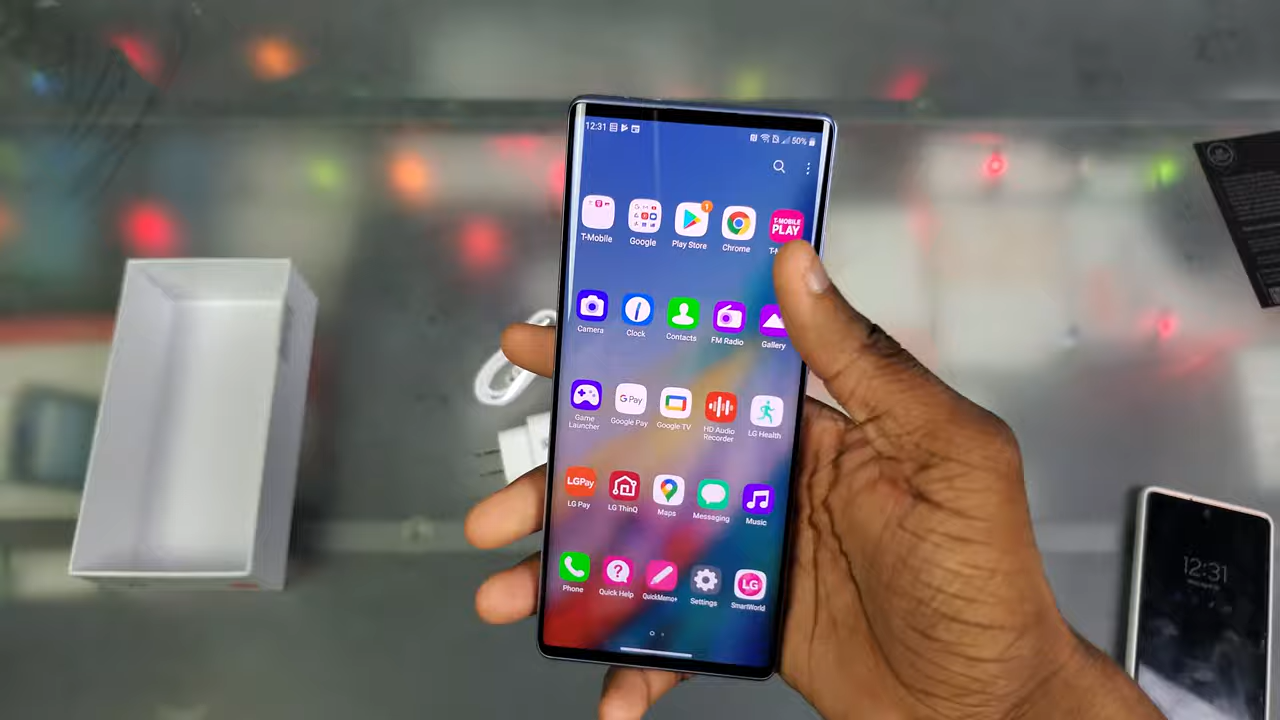 12:31
50%
T-MOBILE
PLAY
T-Mobile
Google
Play Store
1
Chrome
Camera
Clock
Contacts
FM Radio
Gallery
G Pay
Game
Launcher
Google Pay
Google TV
HD Audio
Recorder
LG Health
LGPay
LG Pay
LG ThinQ
Maps
Messaging
Music
LG
Phone
Quick Help
QuickMemo+
Settings
SmartWorld
12:31